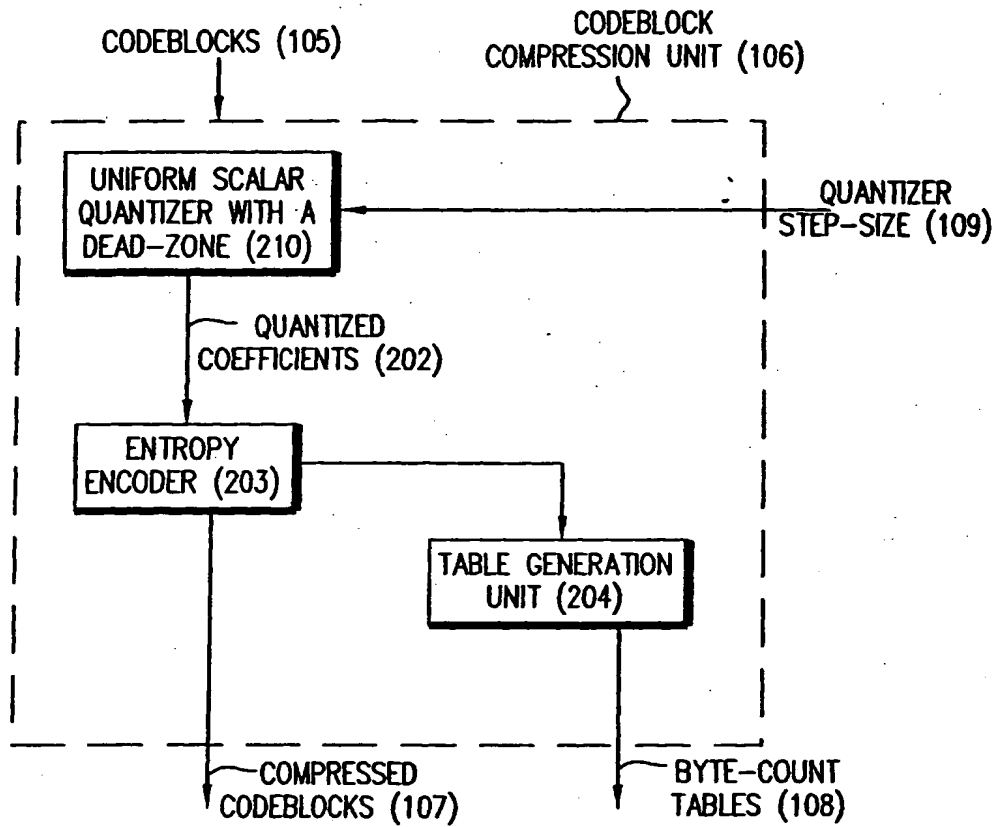 CODEBLOCKS (105)
CODEBLOCK
COMPRESSION UNIT (106)
UNIFORM SCALAR
QUANTIZER WITH A
DEAD-ZONE (210)
QUANTIZER
STEP-SIZE (109)
QUANTIZED
COEFFICIENTS (202)
ENTROPY
ENCODER (203)
TABLE GENERATION
UNIT (204)
COMPRESSED
CODEBLOCKS (107)
BYTE-COUNT
TABLES (108)